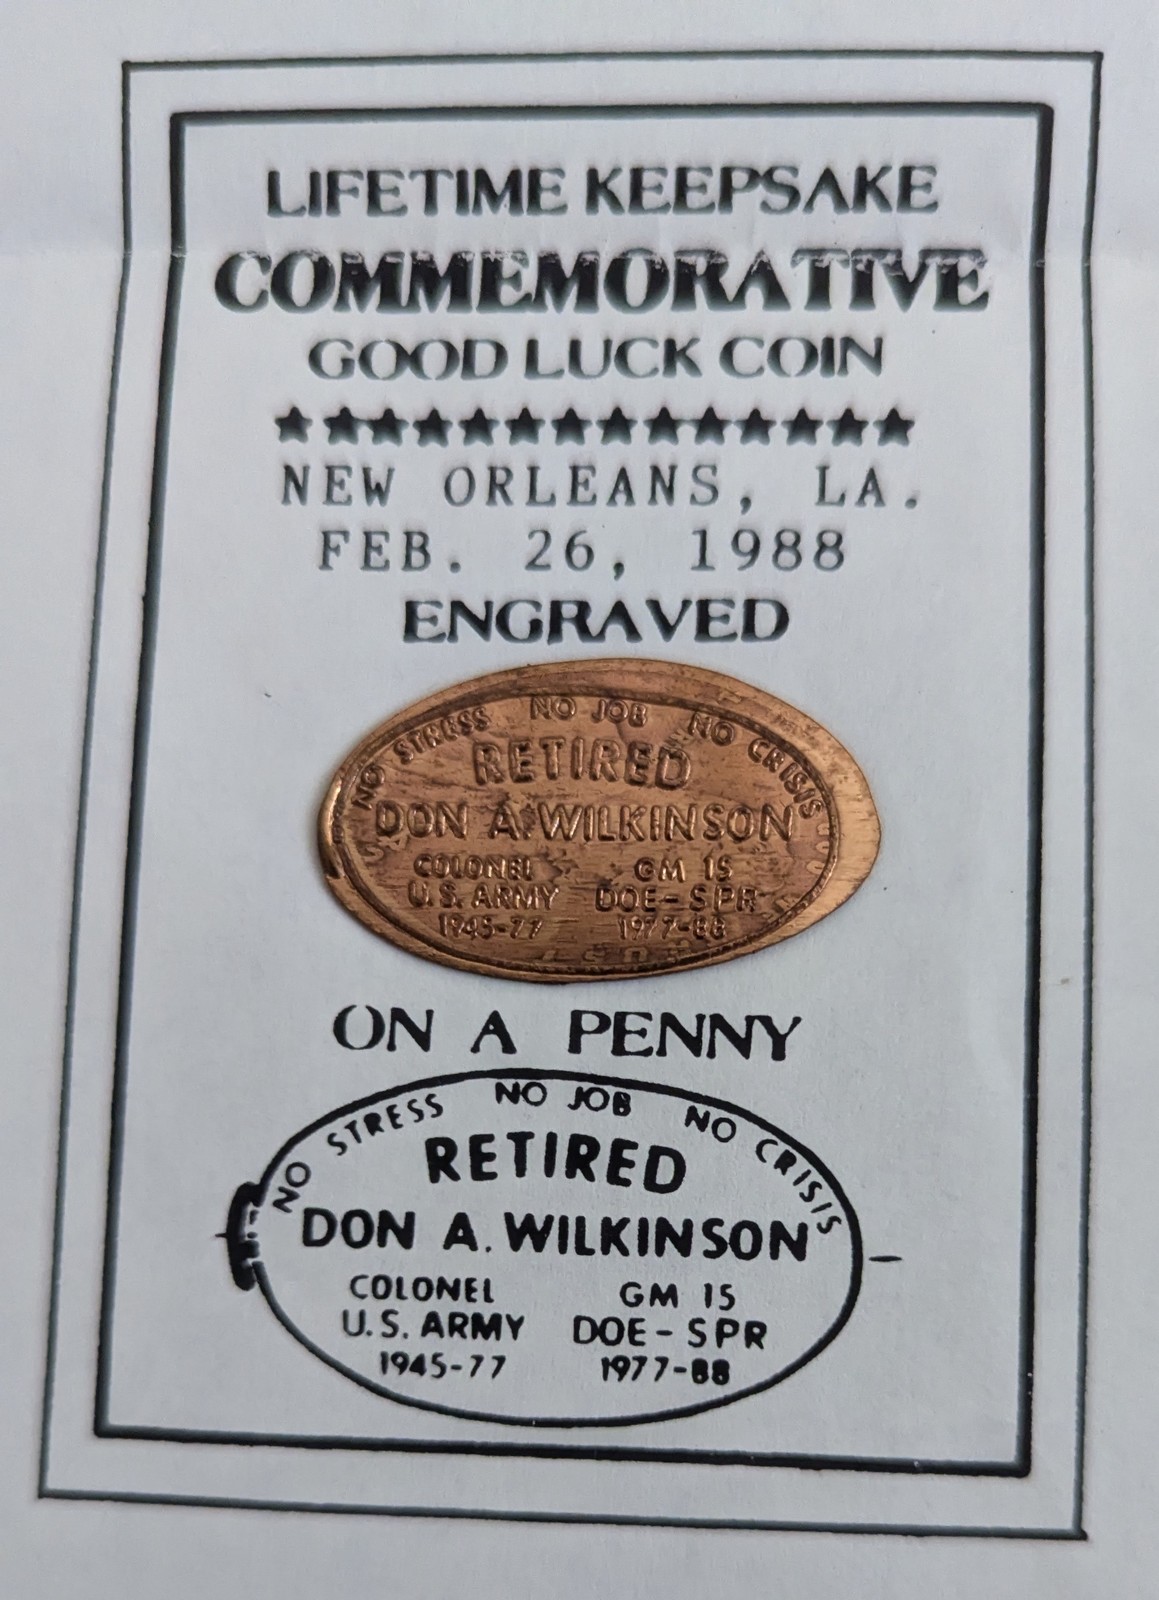 LIFETIME KEEPSAKE
COMMEMORATIVE
GOOD LUCK COIN
NEW ORLEANS, LA.
FEB. 26, 1988
ENGRAVED
NO STRESS NO JOB NO CRISIS
RETIRED
DON A. WILKINSON
COLONEL GM 15
U.S. ARMY DOE-SPR
1945-77 1977-88
ON A PENNY
NO STRESS NO JOB NO CRISIS
RETIRED
DON A. WILKINSON
COLONEL GM 15
U.S. ARMY DOE-SPR
1945-77 1977-88